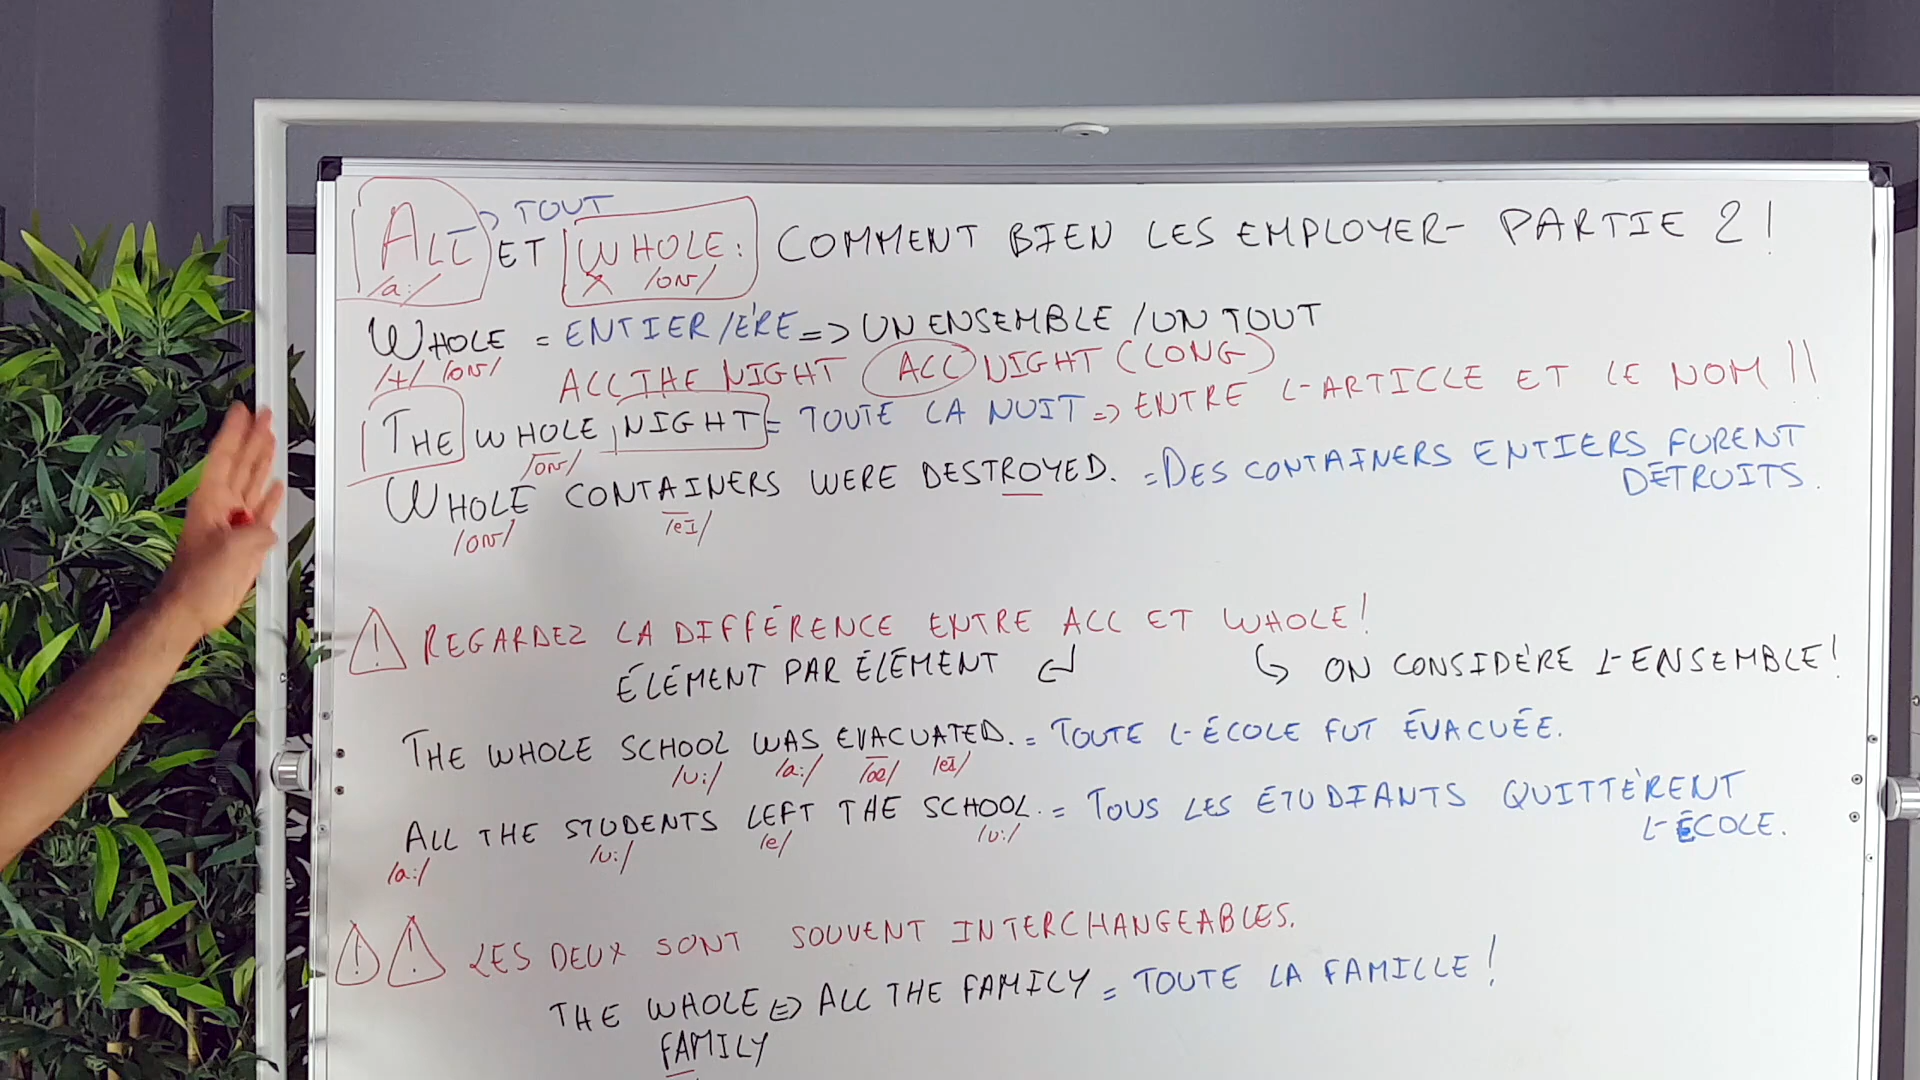 ALL => TOUT
ET WHOLE: COMMENT BIEN LES EMPLOYER - PARTIE 2!
/a:/ X /oʊ/
WHOLE = ENTIER/ÈRE => UN ENSEMBLE / UN TOUT
/H/ /oʊ/ ALL THE NIGHT ALL NIGHT (LONG)
THE WHOLE NIGHT = TOUTE LA NUIT => ENTRE L'ARTICLE ET LE NOM !!
/oʊ/
WHOLE CONTAINERS WERE DESTROYED. = DES CONTAINERS ENTIERS FURENT
DÉTRUITS.
/oʊ/ /eɪ/
! REGARDEZ LA DIFFÉRENCE ENTRE ALL ET WHOLE!
ÉLÉMENT PAR ÉLÉMENT ↲ ↳ ON CONSIDÈRE L'ENSEMBLE!
THE WHOLE SCHOOL WAS EVACUATED. = TOUTE L'ÉCOLE FUT ÉVACUÉE.
/u:/ /a:/ /æ/ /eɪ/
ALL THE STUDENTS LEFT THE SCHOOL. = TOUS LES ÉTUDIANTS QUITTÈRENT
L'ÉCOLE.
/a:/ /u:/ /e/ /u:/
! ! LES DEUX SONT SOUVENT INTERCHANGEABLES.
THE WHOLE <=> ALL THE FAMILY = TOUTE LA FAMILLE!
FAMILY